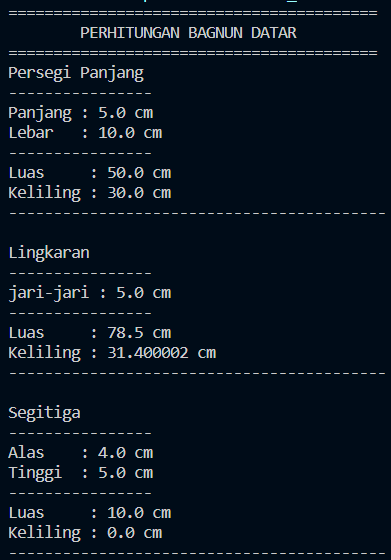 =========================================
PERHITUNGAN BAGNUN DATAR
=========================================
Persegi Panjang
----------------
Panjang : 5.0 cm
Lebar   : 10.0 cm
----------------
Luas     : 50.0 cm
Keliling : 30.0 cm
------------------------------------------
Lingkaran
----------------
jari-jari : 5.0 cm
----------------
Luas     : 78.5 cm
Keliling : 31.400002 cm
------------------------------------------
Segitiga
----------------
Alas    : 4.0 cm
Tinggi  : 5.0 cm
----------------
Luas     : 10.0 cm
Keliling : 0.0 cm
------------------------------------------